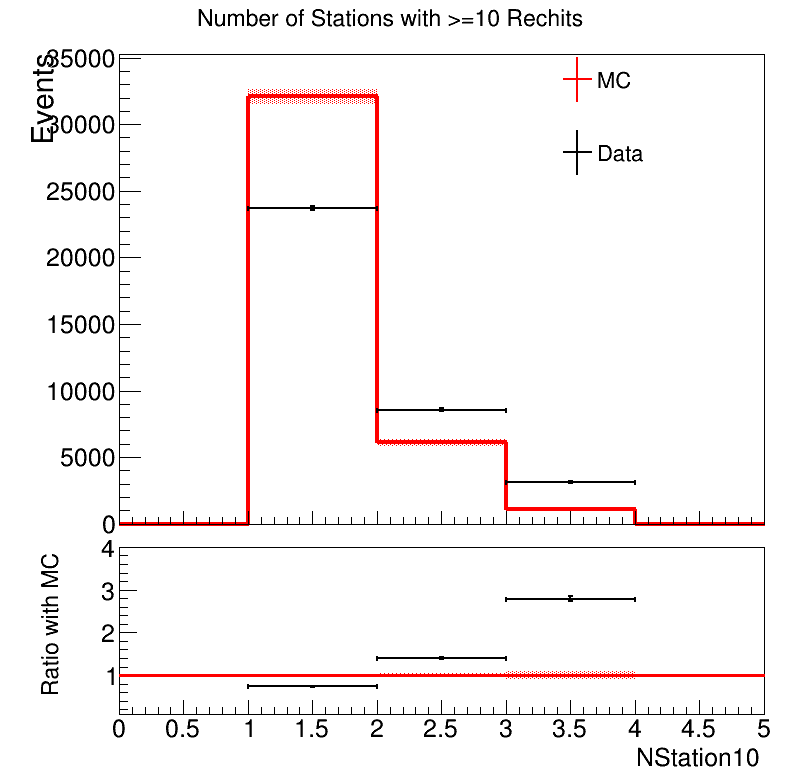 Number of Stations with >=10 Rechits
Events
35000
30000
25000
20000
15000
10000
5000
0
MC
Data
Ratio with MC
4
3
2
1
0 0.5 1 1.5 2 2.5 3 3.5 4 4.5 5
NStation10